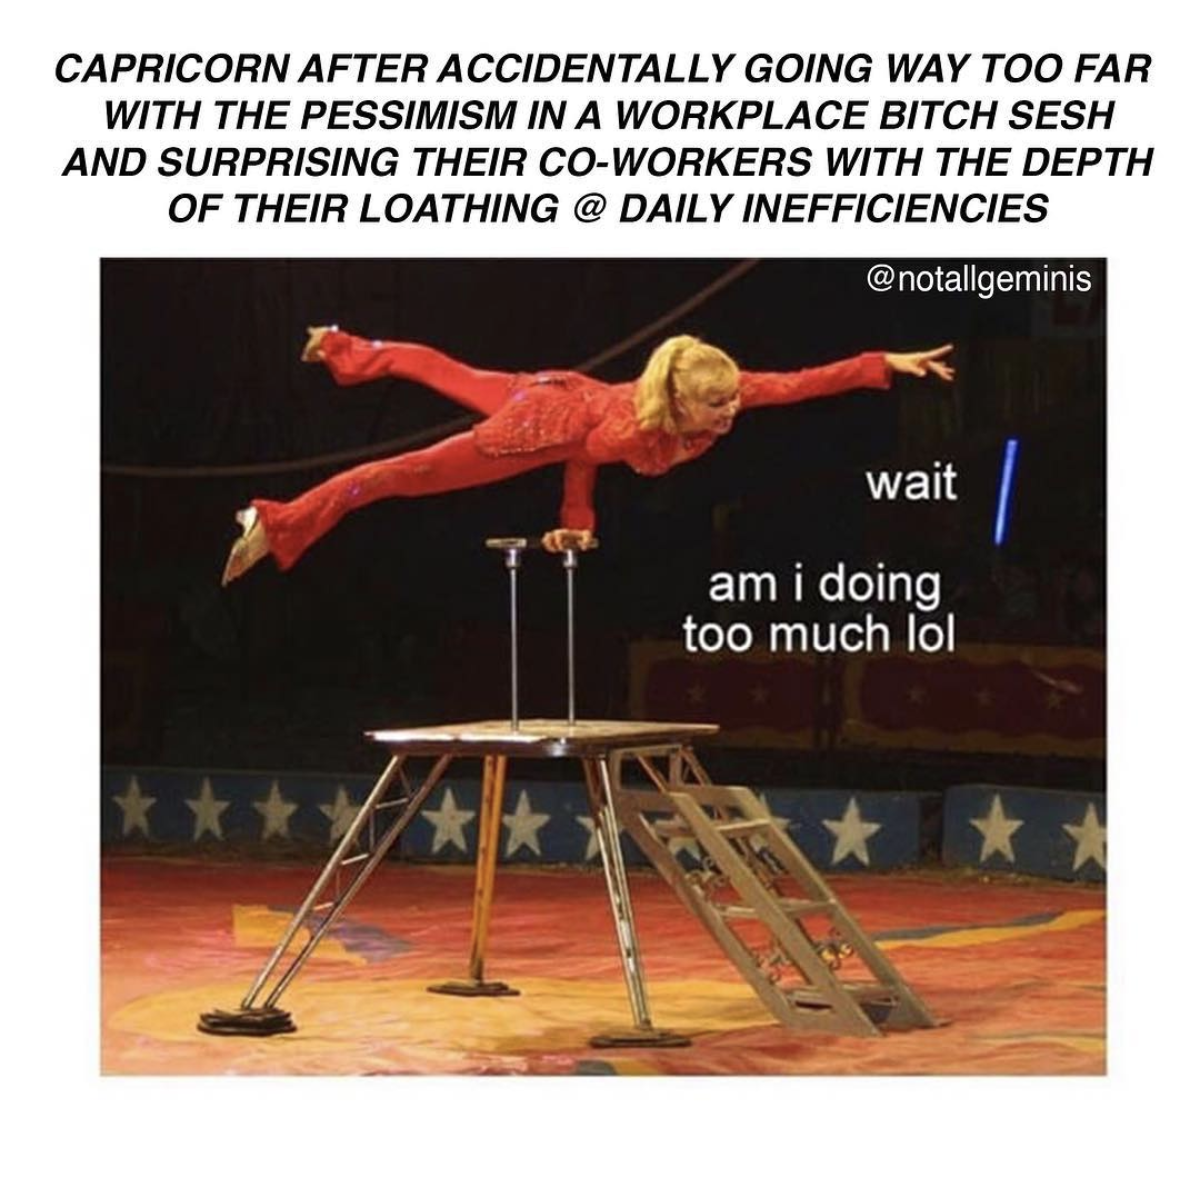 CAPRICORN AFTER ACCIDENTALLY GOING WAY TOO FAR
WITH THE PESSIMISM IN A WORKPLACE BITCH SESH
AND SURPRISING THEIR CO-WORKERS WITH THE DEPTH
OF THEIR LOATHING @ DAILY INEFFICIENCIES
@notallgeminis
wait
am i doing
too much lol